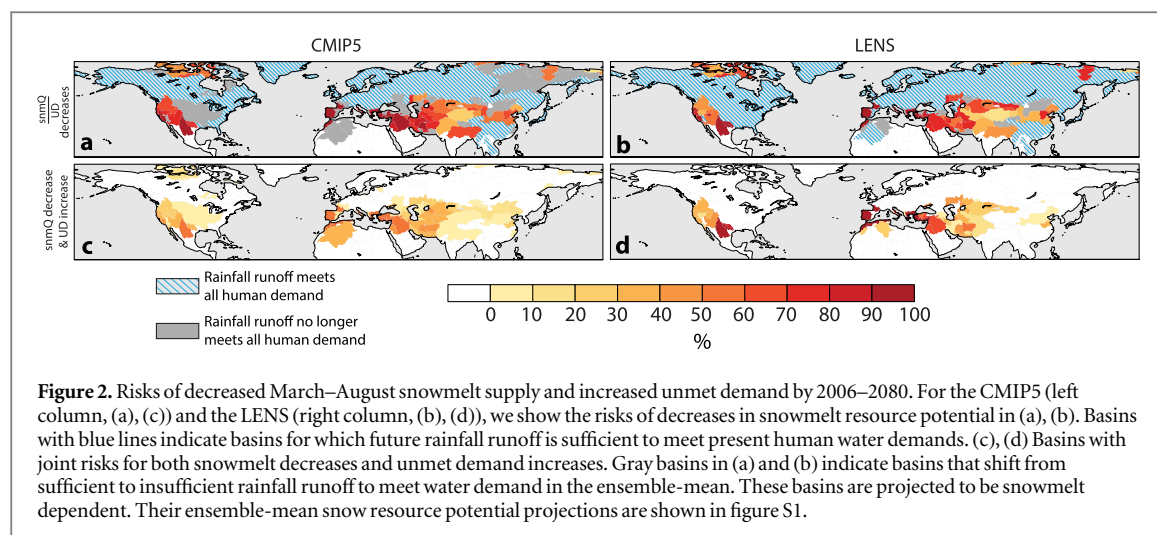 CMIP5
LENS
snmQ
UD
decreases
a
b
snmQ decrease
& UD increase
c
d
Rainfall runoff meets
all human demand
Rainfall runoff no longer
meets all human demand
0 10 20 30 40 50 60 70 80 90 100
%
Figure 2. Risks of decreased March–August snowmelt supply and increased unmet demand by 2006–2080. For the CMIP5 (left
column, (a), (c)) and the LENS (right column, (b), (d)), we show the risks of decreases in snowmelt resource potential in (a), (b). Basins
with blue lines indicate basins for which future rainfall runoff is sufficient to meet present human water demands. (c), (d) Basins with
joint risks for both snowmelt decreases and unmet demand increases. Gray basins in (a) and (b) indicate basins that shift from
sufficient to insufficient rainfall runoff to meet water demand in the ensemble-mean. These basins are projected to be snowmelt
dependent. Their ensemble-mean snow resource potential projections are shown in figure S1.